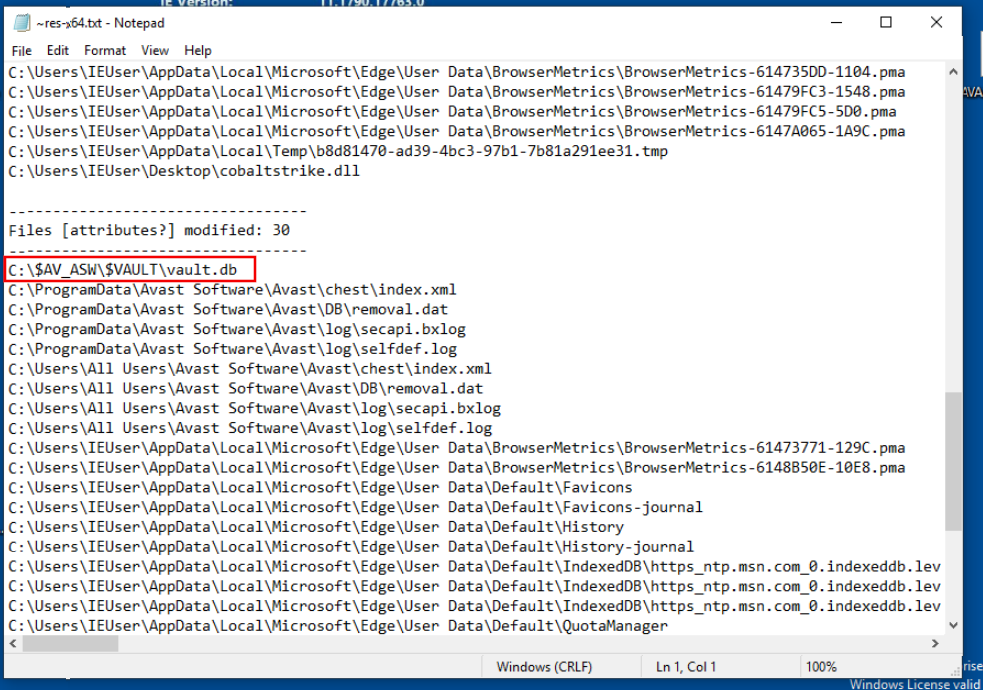 IE Version: 11.1790.17763.0
~res-x64.txt - Notepad
File Edit Format View Help
C:\Users\IEUser\AppData\Local\Microsoft\Edge\User Data\BrowserMetrics\BrowserMetrics-614735DD-1104.pma
C:\Users\IEUser\AppData\Local\Microsoft\Edge\User Data\BrowserMetrics\BrowserMetrics-61479FC3-1548.pma
C:\Users\IEUser\AppData\Local\Microsoft\Edge\User Data\BrowserMetrics\BrowserMetrics-61479FC5-5D0.pma
C:\Users\IEUser\AppData\Local\Microsoft\Edge\User Data\BrowserMetrics\BrowserMetrics-6147A065-1A9C.pma
C:\Users\IEUser\AppData\Local\Temp\b8d81470-ad39-4bc3-97b1-7b81a291ee31.tmp
C:\Users\IEUser\Desktop\cobaltstrike.dll
----------------------------------
Files [attributes?] modified: 30
----------------------------------
C:\$AV_ASW\$VAULT\vault.db
C:\ProgramData\Avast Software\Avast\chest\index.xml
C:\ProgramData\Avast Software\Avast\DB\removal.dat
C:\ProgramData\Avast Software\Avast\log\secapi.bxlog
C:\ProgramData\Avast Software\Avast\log\selfdef.log
C:\Users\All Users\Avast Software\Avast\chest\index.xml
C:\Users\All Users\Avast Software\Avast\DB\removal.dat
C:\Users\All Users\Avast Software\Avast\log\secapi.bxlog
C:\Users\All Users\Avast Software\Avast\log\selfdef.log
C:\Users\IEUser\AppData\Local\Microsoft\Edge\User Data\BrowserMetrics\BrowserMetrics-61473771-129C.pma
C:\Users\IEUser\AppData\Local\Microsoft\Edge\User Data\BrowserMetrics\BrowserMetrics-6148B50E-10E8.pma
C:\Users\IEUser\AppData\Local\Microsoft\Edge\User Data\Default\Favicons
C:\Users\IEUser\AppData\Local\Microsoft\Edge\User Data\Default\Favicons-journal
C:\Users\IEUser\AppData\Local\Microsoft\Edge\User Data\Default\History
C:\Users\IEUser\AppData\Local\Microsoft\Edge\User Data\Default\History-journal
C:\Users\IEUser\AppData\Local\Microsoft\Edge\User Data\Default\IndexedDB\https_ntp.msn.com_0.indexeddb.lev
C:\Users\IEUser\AppData\Local\Microsoft\Edge\User Data\Default\IndexedDB\https_ntp.msn.com_0.indexeddb.lev
C:\Users\IEUser\AppData\Local\Microsoft\Edge\User Data\Default\IndexedDB\https_ntp.msn.com_0.indexeddb.lev
C:\Users\IEUser\AppData\Local\Microsoft\Edge\User Data\Default\QuotaManager
Windows (CRLF) Ln 1, Col 1 100%
AVA
rise
Windows License valid